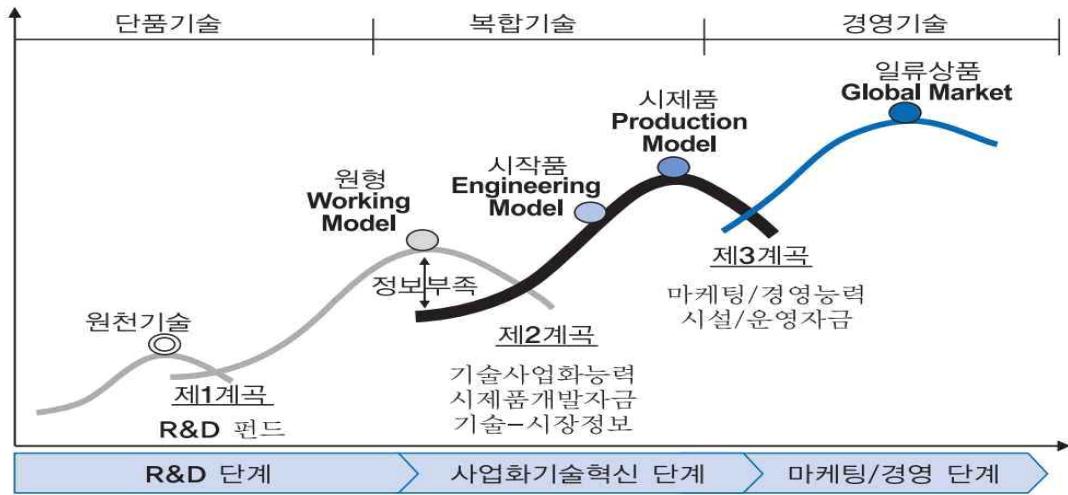 단품기술
복합기술
경영기술
일류상품
Global Market
시제품
Production
Model
시작품
Engineering
Model
원형
Working
Model
정보부족
원천기술
제1계곡
R&D 펀드
제2계곡
기술사업화능력
시제품개발자금
기술-시장정보
제3계곡
마케팅/경영능력
시설/운영자금
R&D 단계
사업화기술혁신 단계
마케팅/경영 단계